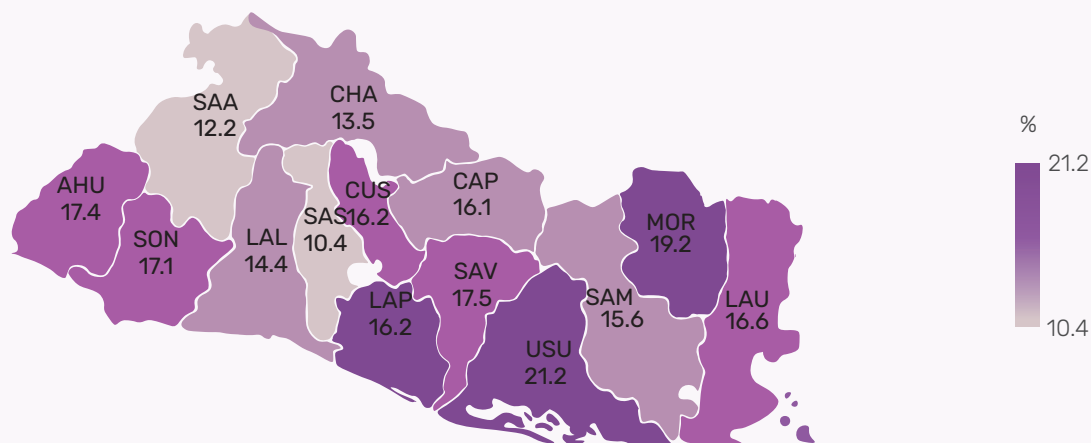 SAA
12.2
CHA
13.5
AHU
17.4
SON
17.1
LAL
14.4
SAS
10.4
CUS
16.2
CAP
16.1
LAP
16.2
SAV
17.5
USU
21.2
SAM
15.6
MOR
19.2
LAU
16.6
%
21.2
10.4